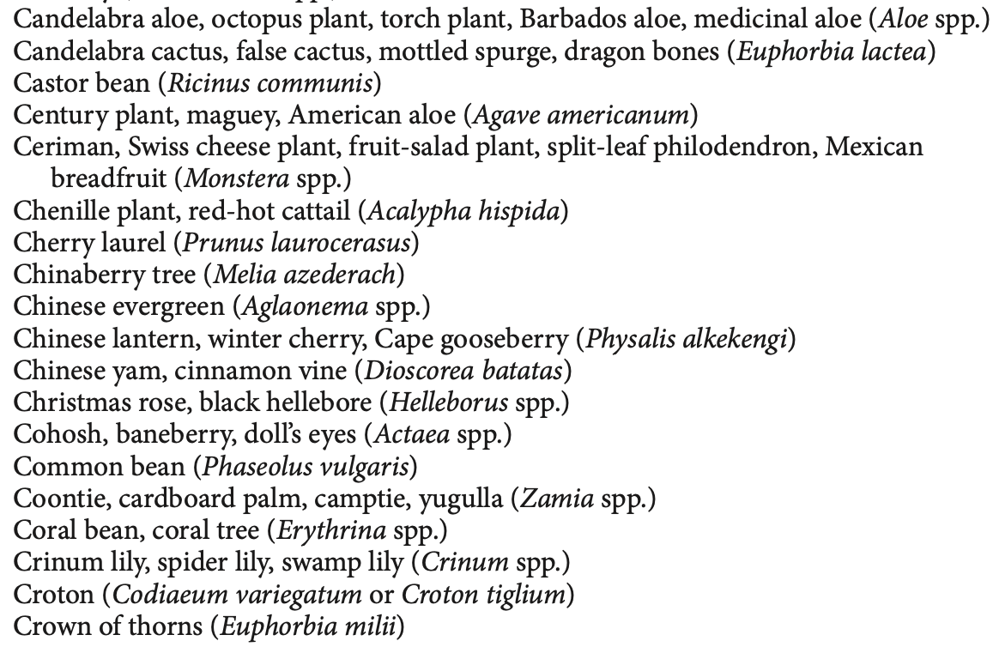 Candelabra aloe, octopus plant, torch plant, Barbados aloe, medicinal aloe (Aloe spp.)
Candelabra cactus, false cactus, mottled spurge, dragon bones (Euphorbia lactea)
Castor bean (Ricinus communis)
Century plant, maguey, American aloe (Agave americanum)
Ceriman, Swiss cheese plant, fruit-salad plant, split-leaf philodendron, Mexican
breadfruit (Monstera spp.)
Chenille plant, red-hot cattail (Acalypha hispida)
Cherry laurel (Prunus laurocerasus)
Chinaberry tree (Melia azederach)
Chinese evergreen (Aglaonema spp.)
Chinese lantern, winter cherry, Cape gooseberry (Physalis alkekengi)
Chinese yam, cinnamon vine (Dioscorea batatas)
Christmas rose, black hellebore (Helleborus spp.)
Cohosh, baneberry, doll’s eyes (Actaea spp.)
Common bean (Phaseolus vulgaris)
Coontie, cardboard palm, camptie, yugulla (Zamia spp.)
Coral bean, coral tree (Erythrina spp.)
Crinum lily, spider lily, swamp lily (Crinum spp.)
Croton (Codiaeum variegatum or Croton tiglium)
Crown of thorns (Euphorbia milii)